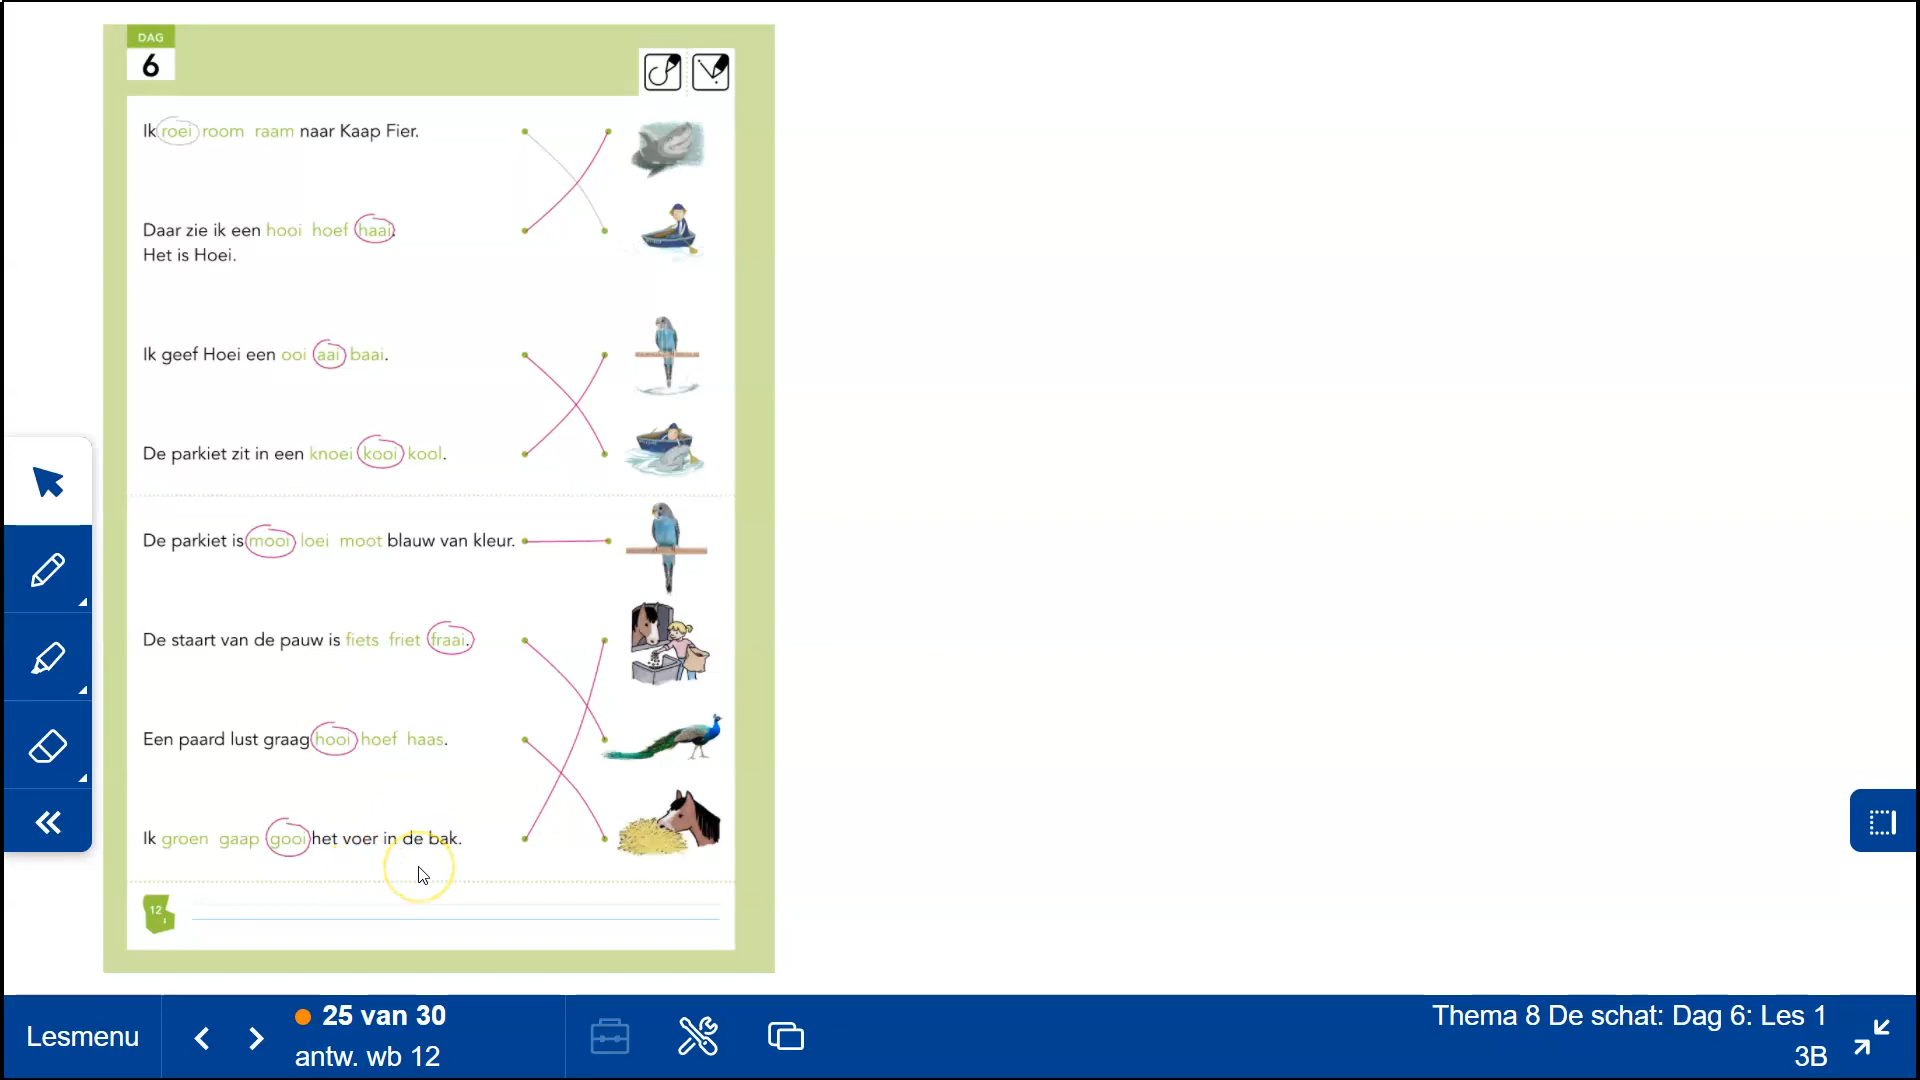 DAG
6
Ik roei room raam naar Kaap Fier.
Daar zie ik een hooi hoef haai.
Het is Hoei.
Ik geef Hoei een ooi aai baai.
De parkiet zit in een knoei kooi kool.
De parkiet is mooi loei moot blauw van kleur.
De staart van de pauw is fiets friet fraai.
Een paard lust graag hooi hoef haas.
Ik groen gaap gooi het voer in de bak.
12
Lesmenu
25 van 30
antw. wb 12
Thema 8 De schat: Dag 6: Les 1
3B